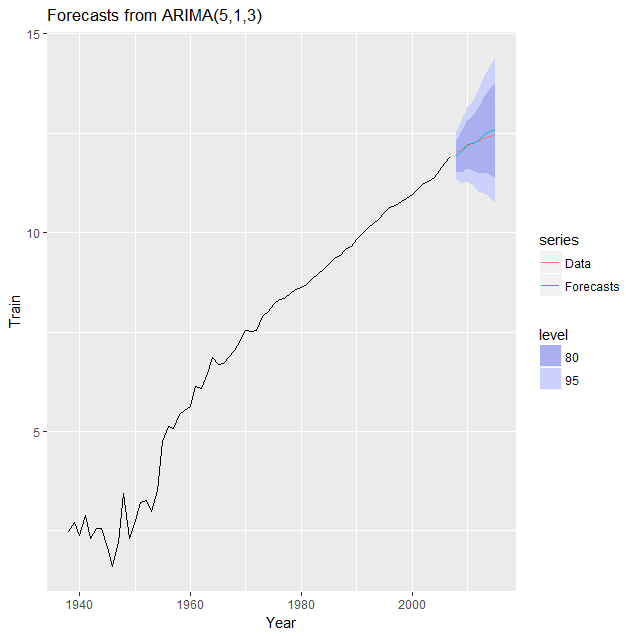 Forecasts from ARIMA(5,1,3)
15
10
5
Train
1940
1960
1980
2000
Year
series
Data
Forecasts
level
80
95